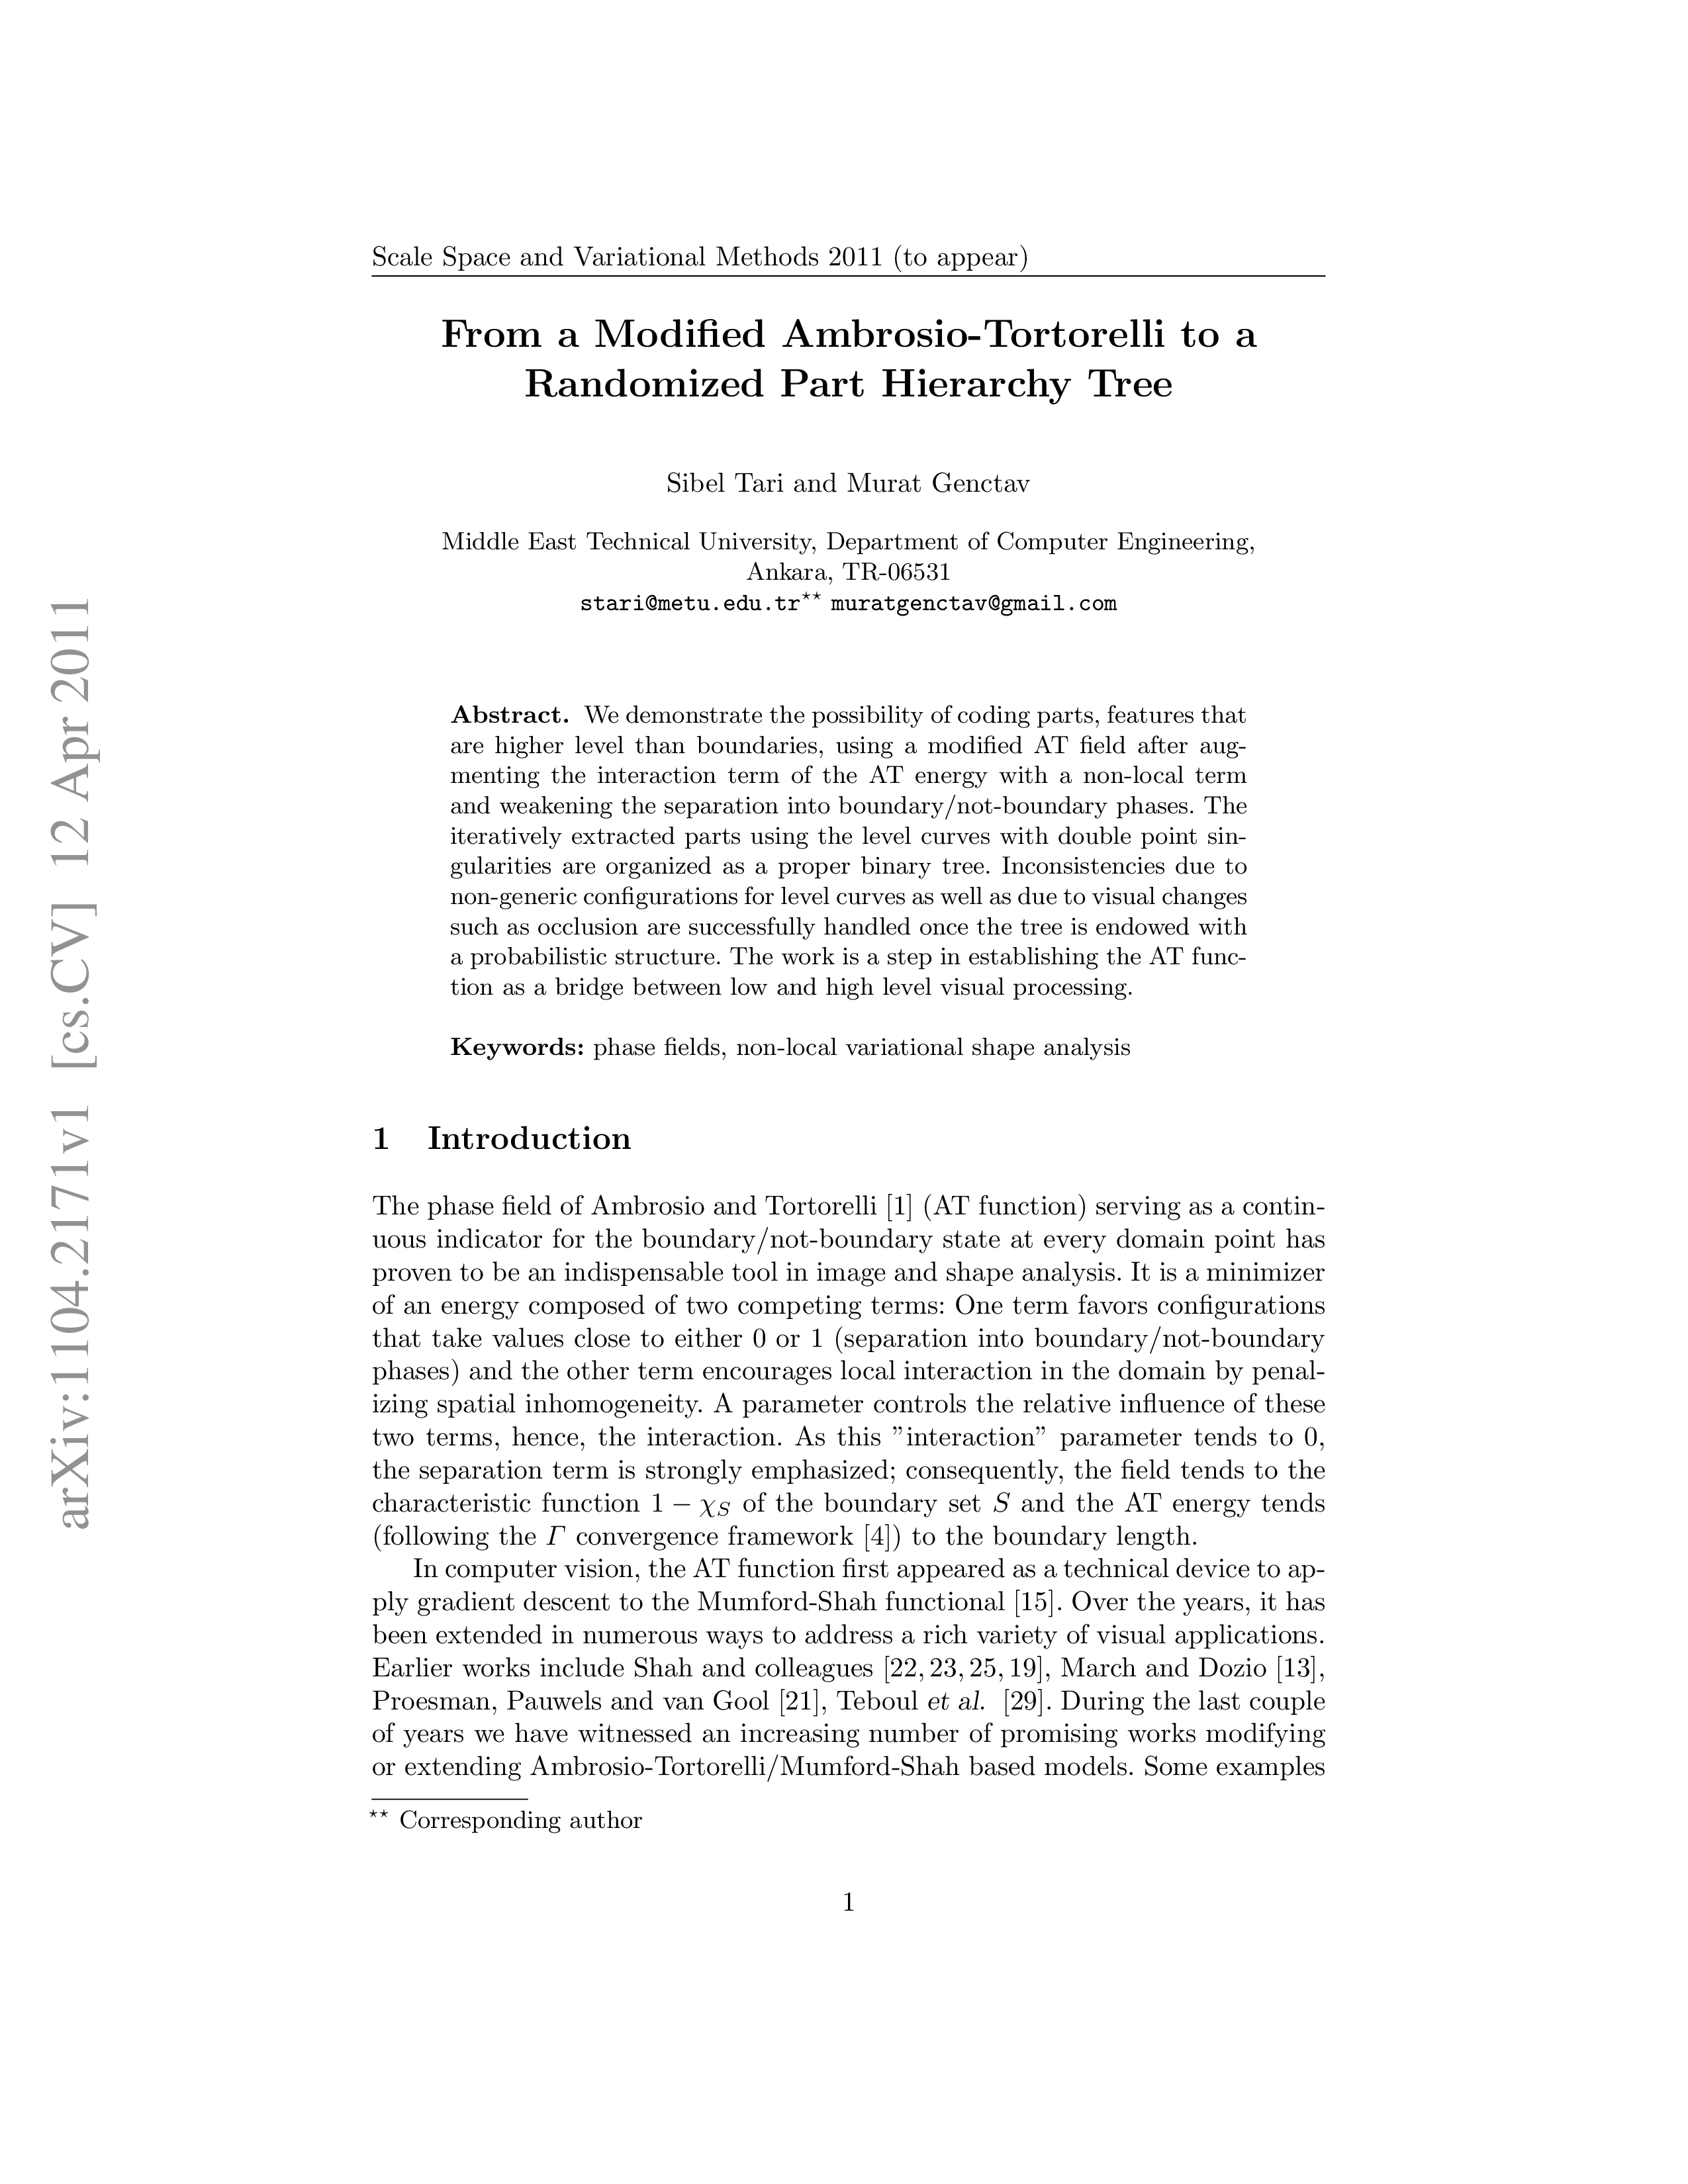 Scale Space and Variational Methods 2011 (to appear)
From a Modified Ambrosio-Tortorelli to a
Randomized Part Hierarchy Tree
Sibel Tari and Murat Genctav
Middle East Technical University, Department of Computer Engineering,
Ankara, TR-06531
stari@metu.edu.tr⋆⋆ muratgenctav@gmail.com
Abstract. We demonstrate the possibility of coding parts, features that
are higher level than boundaries, using a modified AT field after aug-
menting the interaction term of the AT energy with a non-local term
and weakening the separation into boundary/not-boundary phases. The
iteratively extracted parts using the level curves with double point sin-
gularities are organized as a proper binary tree. Inconsistencies due to
non-generic configurations for level curves as well as due to visual changes
such as occlusion are successfully handled once the tree is endowed with
a probabilistic structure. The work is a step in establishing the AT func-
tion as a bridge between low and high level visual processing.
Keywords: phase fields, non-local variational shape analysis
1 Introduction
The phase field of Ambrosio and Tortorelli [1] (AT function) serving as a contin-
uous indicator for the boundary/not-boundary state at every domain point has
proven to be an indispensable tool in image and shape analysis. It is a minimizer
of an energy composed of two competing terms: One term favors configurations
that take values close to either 0 or 1 (separation into boundary/not-boundary
phases) and the other term encourages local interaction in the domain by penal-
izing spatial inhomogeneity. A parameter controls the relative influence of these
two terms, hence, the interaction. As this ”interaction” parameter tends to 0,
the separation term is strongly emphasized; consequently, the field tends to the
characteristic function 1 − χS of the boundary set S and the AT energy tends
(following the Γ convergence framework [4]) to the boundary length.
In computer vision, the AT function first appeared as a technical device to ap-
ply gradient descent to the Mumford-Shah functional [15]. Over the years, it has
been extended in numerous ways to address a rich variety of visual applications.
Earlier works include Shah and colleagues [22, 23, 25, 19], March and Dozio [13],
Proesman, Pauwels and van Gool [21], Teboul et al. [29]. During the last couple
of years we have witnessed an increasing number of promising works modifying
or extending Ambrosio-Tortorelli/Mumford-Shah based models. Some examples
⋆⋆ Corresponding author
1
arXiv:1104.2171v1 [cs.CV] 12 Apr 2011